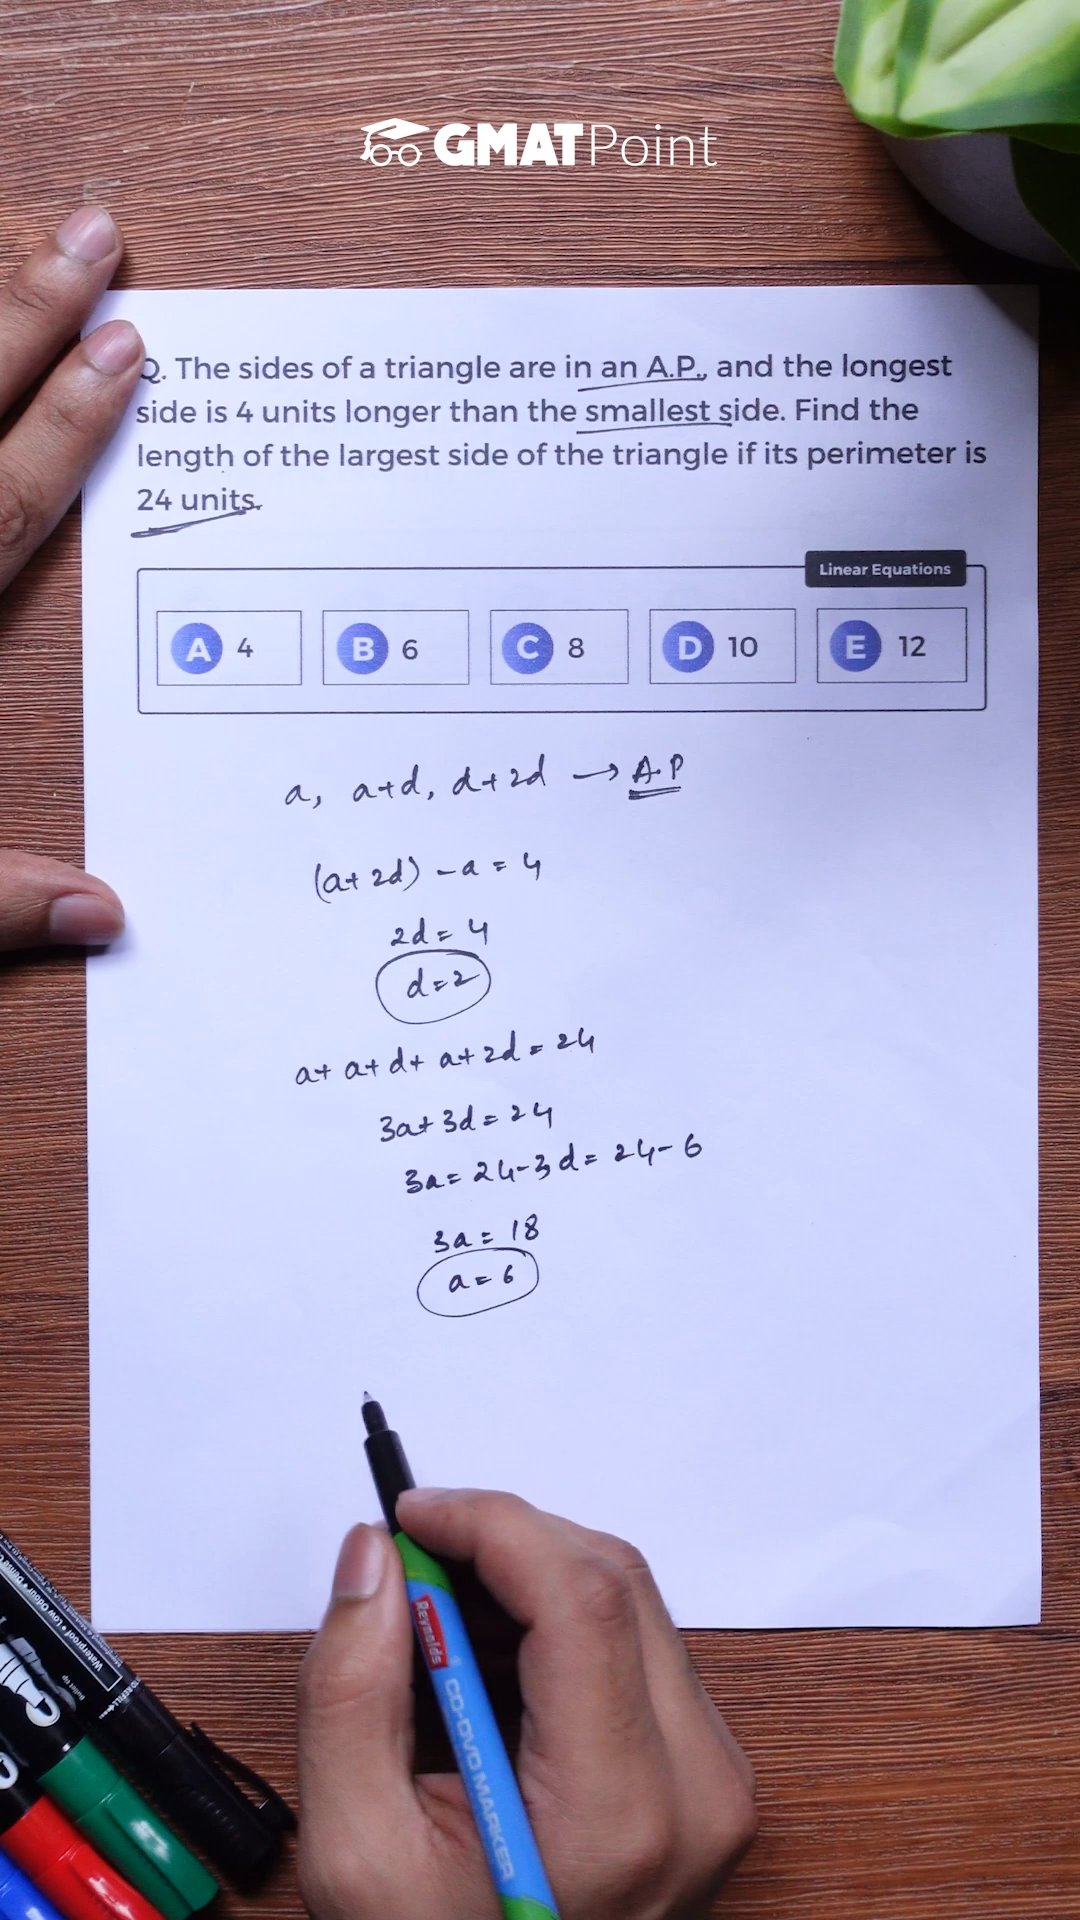 GMATPoint
Q. The sides of a triangle are in an A.P., and the longest
side is 4 units longer than the smallest side. Find the
length of the largest side of the triangle if its perimeter is
24 units.
Linear Equations
A 4 B 6 C 8 D 10 E 12
a, a+d, d+2d → A.P
(a+2d) - a = 4
2d = 4
d = 2
a + a+d + a+2d = 24
3a+3d = 24
3a = 24-3d = 24-6
3a = 18
a = 6
Reynolds
CD-DVD MARKER
Waterproof • Low Odour •